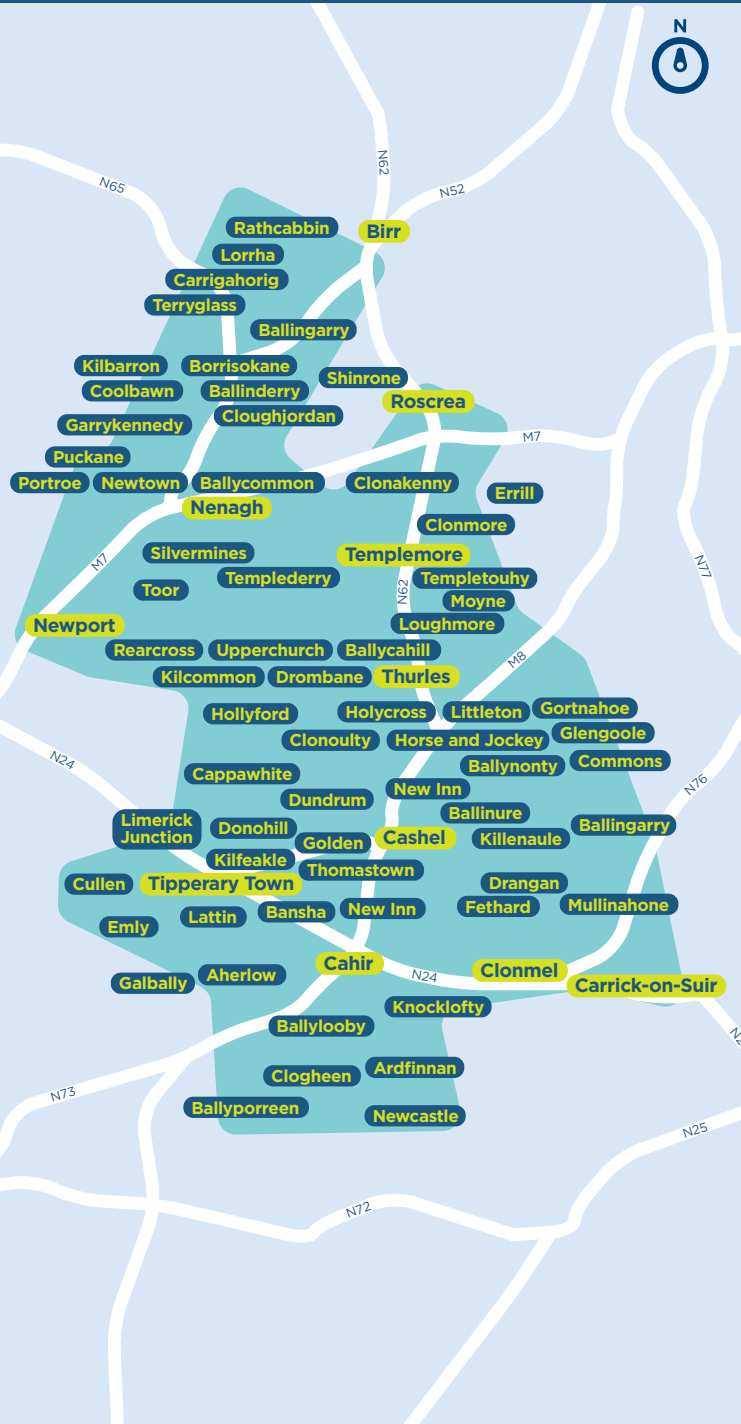 N
N65
N62
N52
Rathcabbin
Birr
Lorrha
Carrigahorig
Terryglass
Ballingarry
Kilbarron
Borrisokane
Shinrone
Coolbawn
Ballinderry
Roscrea
Garrykennedy
Cloughjordan
M7
Puckane
Portroe
Newtown
Ballycommon
Clonakenny
Errill
Nenagh
Clonmore
M7
Silvermines
Templemore
N77
Toor
Templederry
N62
Templetouhy
Moyne
Newport
Loughmore
Rearcross
Upperchurch
Ballycahill
M8
Kilcommon
Drombane
Thurles
Hollyford
Holycross
Littleton
Gortnahoe
Clonoulty
Horse and Jockey
Glengoole
N24
Ballynonty
Commons
Cappawhite
New Inn
N76
Dundrum
Ballinure
Limerick
Junction
Donohill
Golden
Cashel
Killenaule
Ballingarry
Kilfeakle
Thomastown
Cullen
Tipperary Town
Drangan
Emly
Lattin
Bansha
New Inn
Fethard
Mullinahone
Cahir
N24
Clonmel
Galbally
Aherlow
Carrick-on-Suir
Knocklofty
Ballylooby
Clogheen
Ardfinnan
N73
Ballyporreen
Newcastle
N25
N72